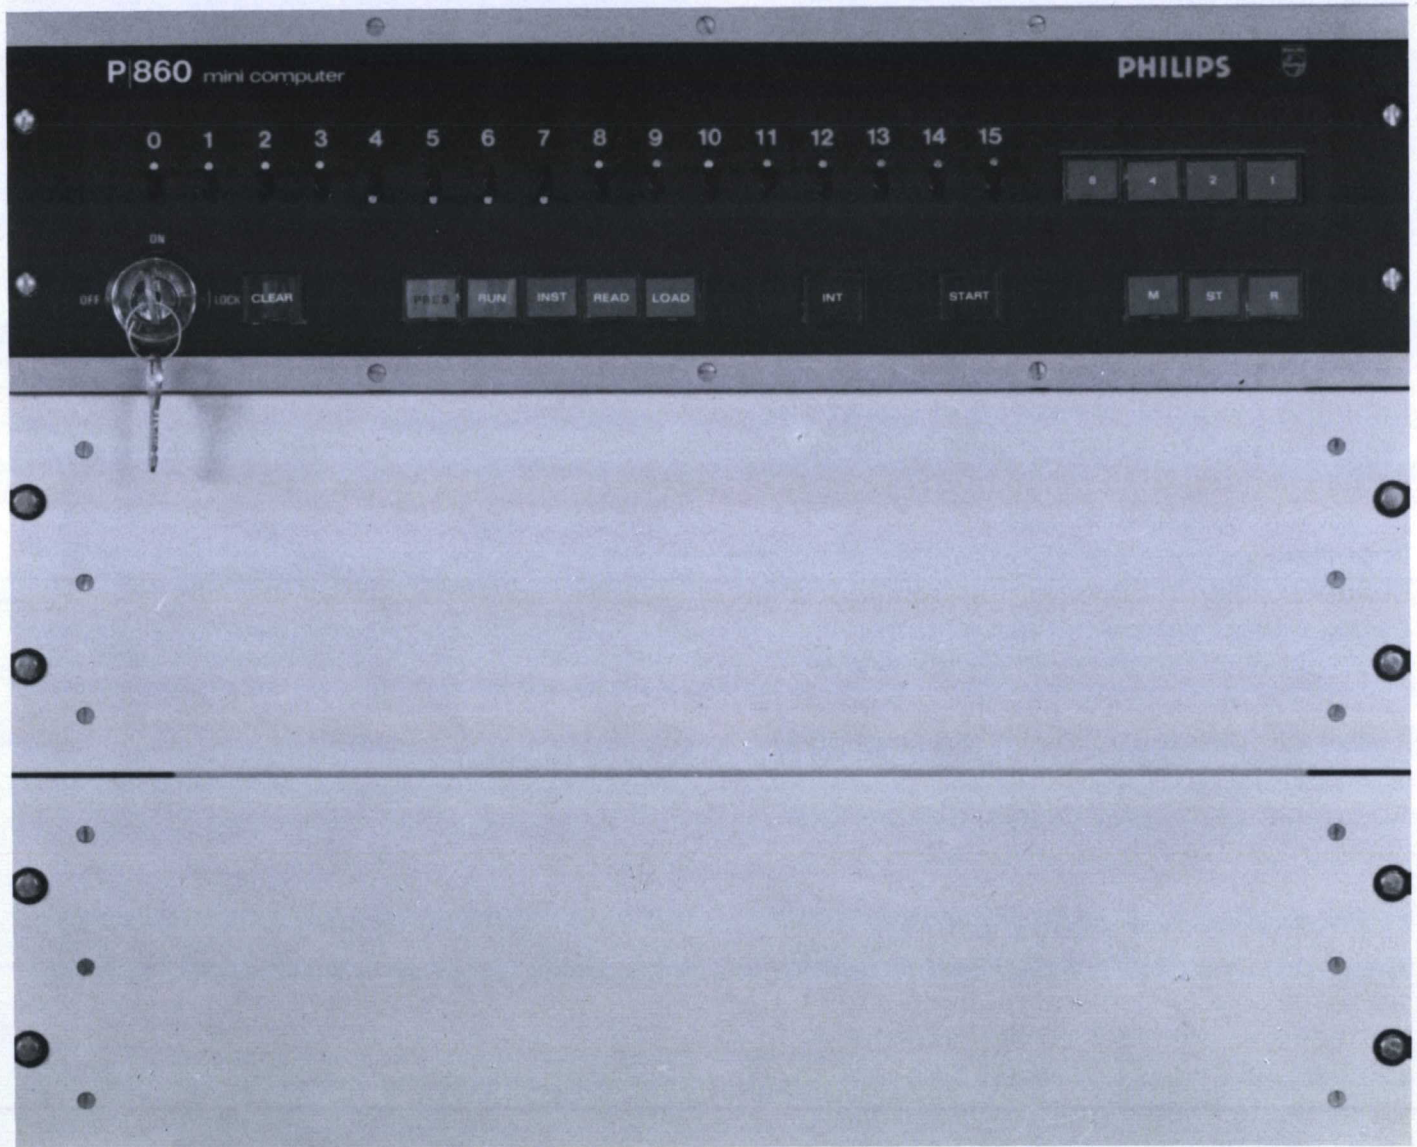 P|860 mini computer PHILIPS
0 1 2 3 4 5 6 7 8 9 10 11 12 13 14 15
4 2 1
ON
OFF LOCK CLEAR PRES RUN INST READ LOAD INT START M ST R